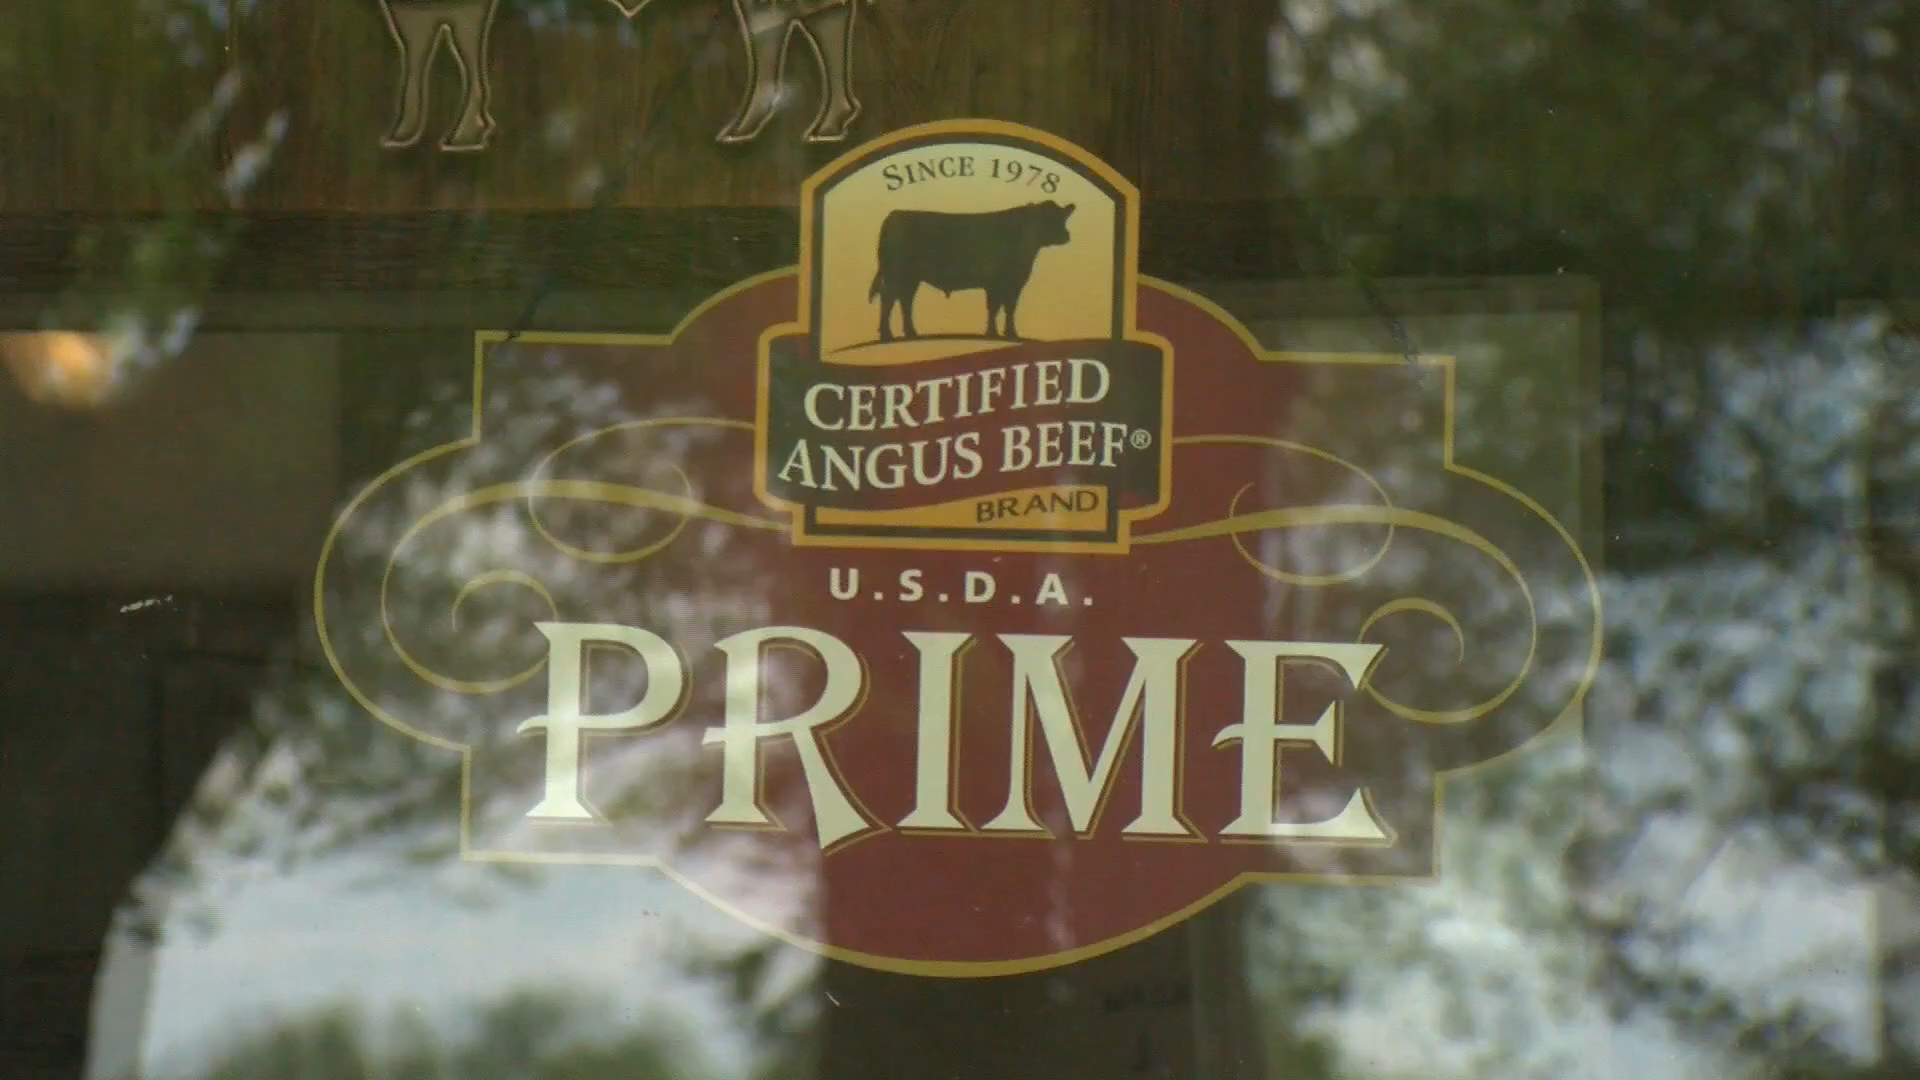 SINCE 1978
CERTIFIED
ANGUS BEEF®
BRAND
U.S.D.A.
PRIME